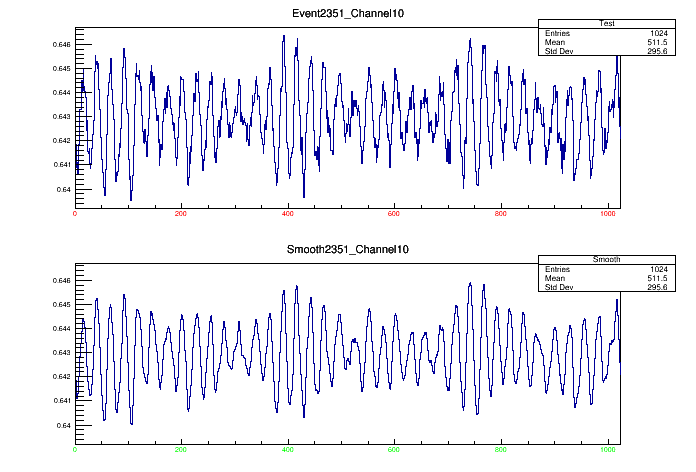 Event2351_Channel10
Test
Entries 1024
Mean 511.5
Std Dev 295.6
0.646
0.645
0.644
0.643
0.642
0.641
0.64
0 200 400 600 800 1000
Smooth2351_Channel10
Smooth
Entries 1024
Mean 511.5
Std Dev 295.6
0.646
0.645
0.644
0.643
0.642
0.641
0.64
0 200 400 600 800 1000